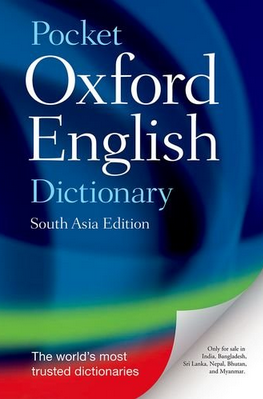 Pocket
Oxford
English
Dictionary
South Asia Edition
The world's most
trusted dictionaries
Only for sale in
India, Bangladesh,
Sri Lanka, Nepal, Bhutan,
and Myanmar.